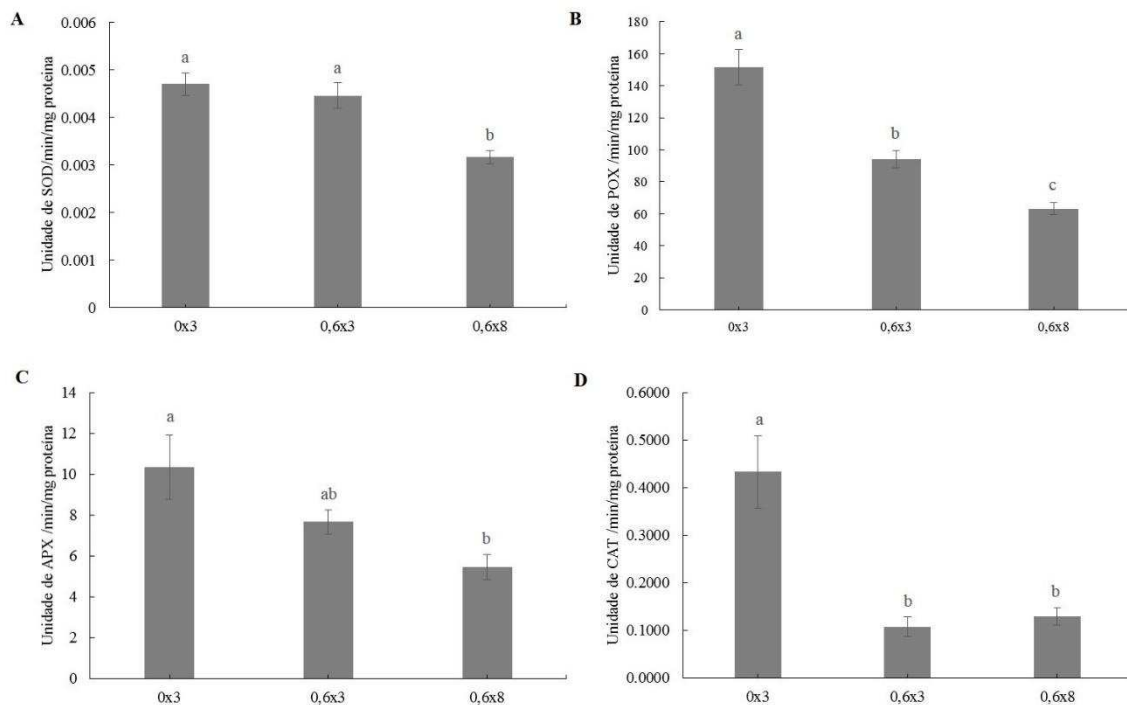 A
Unidade de SOD/min/mg proteína
0.006
0.005
0.004
0.003
0.002
0.001
0
a
a
b
0x3
0,6x3
0,6x8
B
Unidade de POX /min/mg proteína
180
160
140
120
100
80
60
40
20
0
a
b
c
0x3
0,6x3
0,6x8
C
Unidade de APX /min/mg proteína
14
12
10
8
6
4
2
0
a
ab
b
0x3
0,6x3
0,6x8
D
Unidade de CAT /min/mg proteína
0.6000
0.5000
0.4000
0.3000
0.2000
0.1000
0.0000
a
b
b
0x3
0,6x3
0,6x8